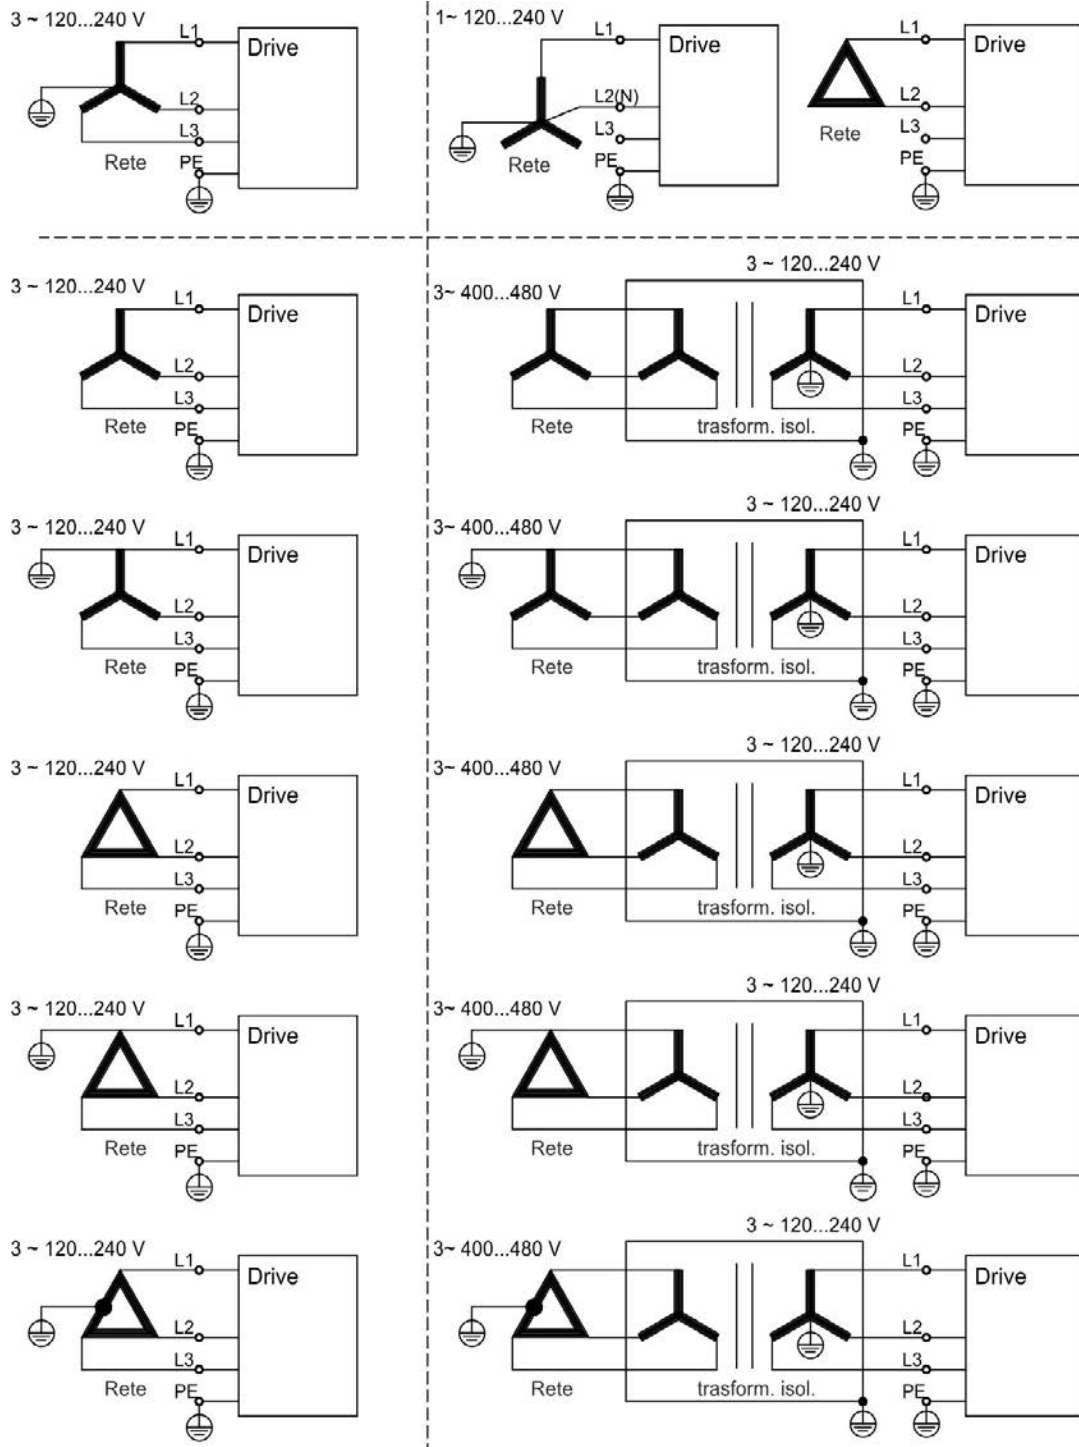 3 ~ 120...240 V
L1
Drive
L2
L3
Rete
PE
1~ 120...240 V
L1
Drive
L2(N)
L3
Rete
PE
L1
Drive
L2
Rete
L3
PE
3 ~ 120...240 V
L1
Drive
L2
L3
Rete
PE
3 ~ 120...240 V
3~ 400...480 V
L1
Drive
L2
L3
Rete
trasform. isol.
PE
3 ~ 120...240 V
L1
Drive
L2
L3
Rete
PE
3 ~ 120...240 V
3~ 400...480 V
L1
Drive
L2
L3
Rete
trasform. isol.
PE
3 ~ 120...240 V
L1
Drive
L2
L3
Rete
PE
3 ~ 120...240 V
3~ 400...480 V
L1
Drive
L2
L3
Rete
trasform. isol.
PE
3 ~ 120...240 V
L1
Drive
L2
L3
Rete
PE
3 ~ 120...240 V
3~ 400...480 V
L1
Drive
L2
L3
Rete
trasform. isol.
PE
3 ~ 120...240 V
L1
Drive
L2
L3
Rete
PE
3 ~ 120...240 V
3~ 400...480 V
L1
Drive
L2
L3
Rete
trasform. isol.
PE